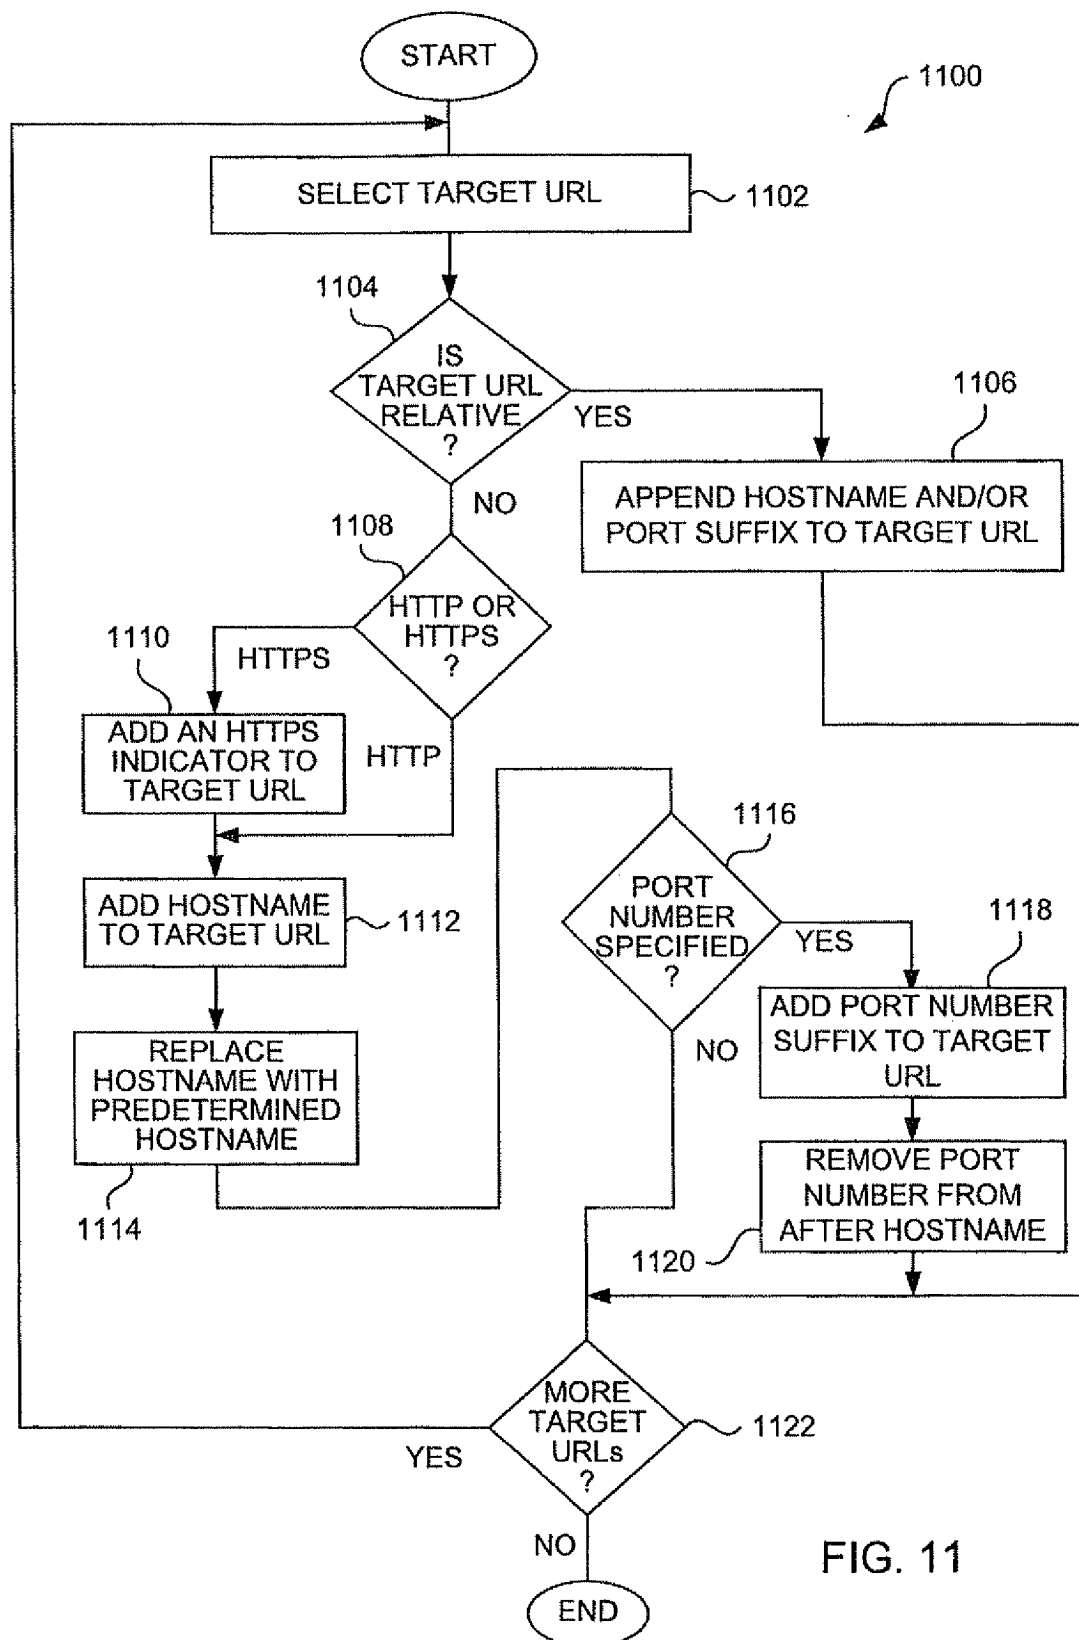 START
1100
SELECT TARGET URL
1102
1104
IS
TARGET URL
RELATIVE
?
YES
1106
APPEND HOSTNAME AND/OR
PORT SUFFIX TO TARGET URL
NO
1108
HTTP OR
HTTPS
?
HTTPS
1110
ADD AN HTTPS
INDICATOR TO
TARGET URL
HTTP
ADD HOSTNAME
TO TARGET URL
1112
REPLACE
HOSTNAME WITH
PREDETERMINED
HOSTNAME
1114
1116
PORT
NUMBER
SPECIFIED
?
YES
1118
NO
ADD PORT NUMBER
SUFFIX TO TARGET
URL
REMOVE PORT
NUMBER FROM
AFTER HOSTNAME
1120
MORE
TARGET
URLs
?
1122
YES
NO
END
FIG. 11